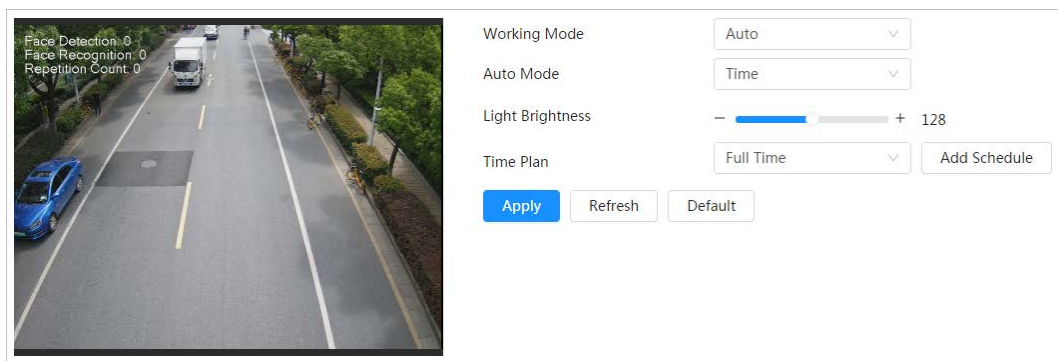 Face Detection: 0
Face Recognition: 0
Repetition Count: 0
Working Mode Auto
Auto Mode Time
Light Brightness − + 128
Time Plan Full Time Add Schedule
Apply Refresh Default